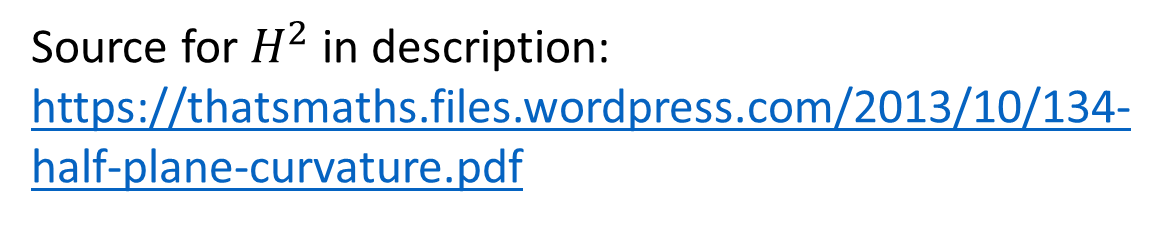 Source for H² in description:
https://thatsmaths.files.wordpress.com/2013/10/134-
half-plane-curvature.pdf